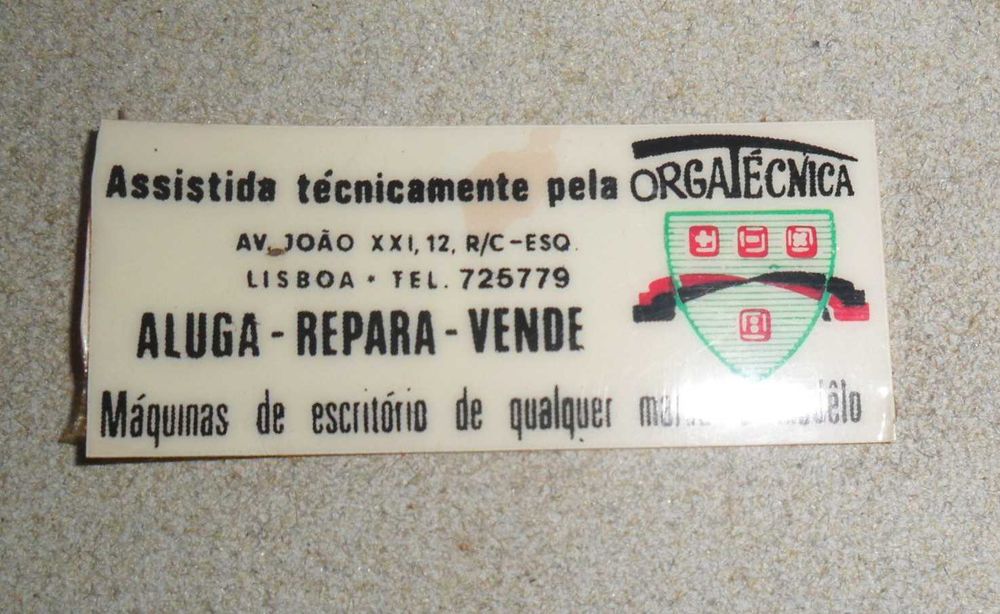 Assistida técnicamente pela ORGATÉCNICA
AV. JOÃO XXI, 12, R/C-ESQ.
LISBOA • TEL. 725779
ALUGA - REPARA - VENDE
Máquinas de escritório de qualquer